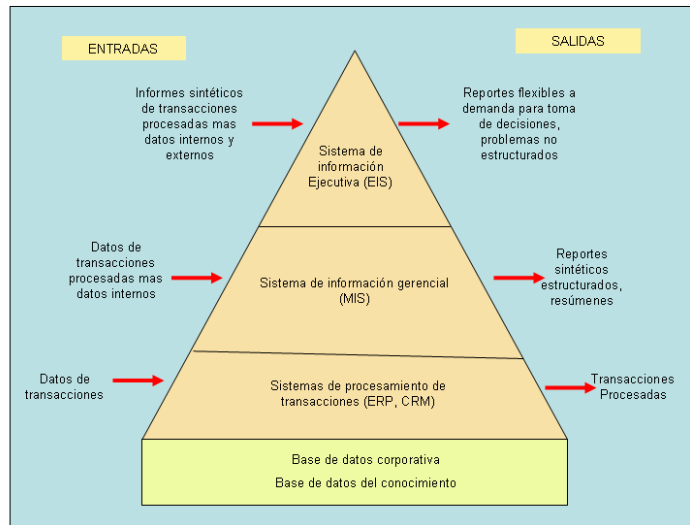 ENTRADAS
SALIDAS
Informes sintéticos
de transacciones
procesadas mas
datos internos y
externos
Reportes flexibles a
demanda para toma
de decisiones,
problemas no
estructurados
Sistema de
información
Ejecutiva (EIS)
Datos de
transacciones
procesadas mas
datos internos
Sistema de información gerencial
(MIS)
Reportes
sintéticos
estructurados,
resúmenes
Datos de
transacciones
Sistemas de procesamiento de
transacciones (ERP, CRM)
Transacciones
Procesadas
Base de datos corporativa
Base de datos del conocimiento